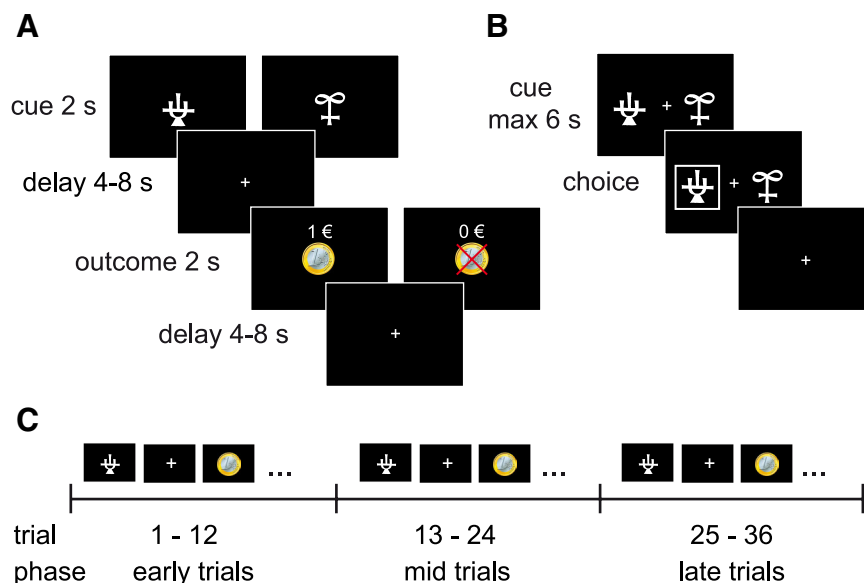 A
cue 2 s
delay 4-8 s
1 €
0 €
outcome 2 s
delay 4-8 s
B
cue
max 6 s
choice
C
...
...
...
trial 1 - 12 13 - 24 25 - 36
phase early trials mid trials late trials